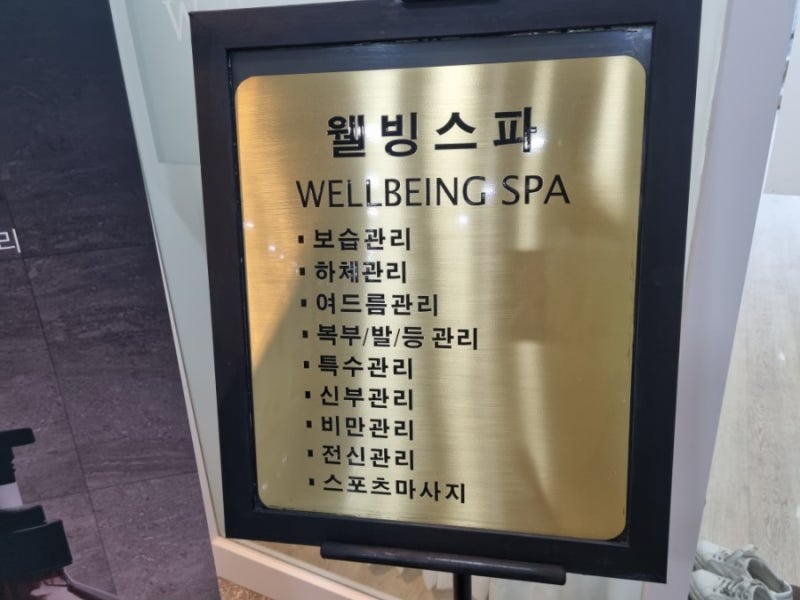 웰빙스파
WELLBEING SPA
▪ 보습관리
▪ 하체관리
▪ 여드름관리
▪ 복부/발/등 관리
▪ 특수관리
▪ 신부관리
▪ 비만관리
▪ 전신관리
▪ 스포츠마사지
리
W